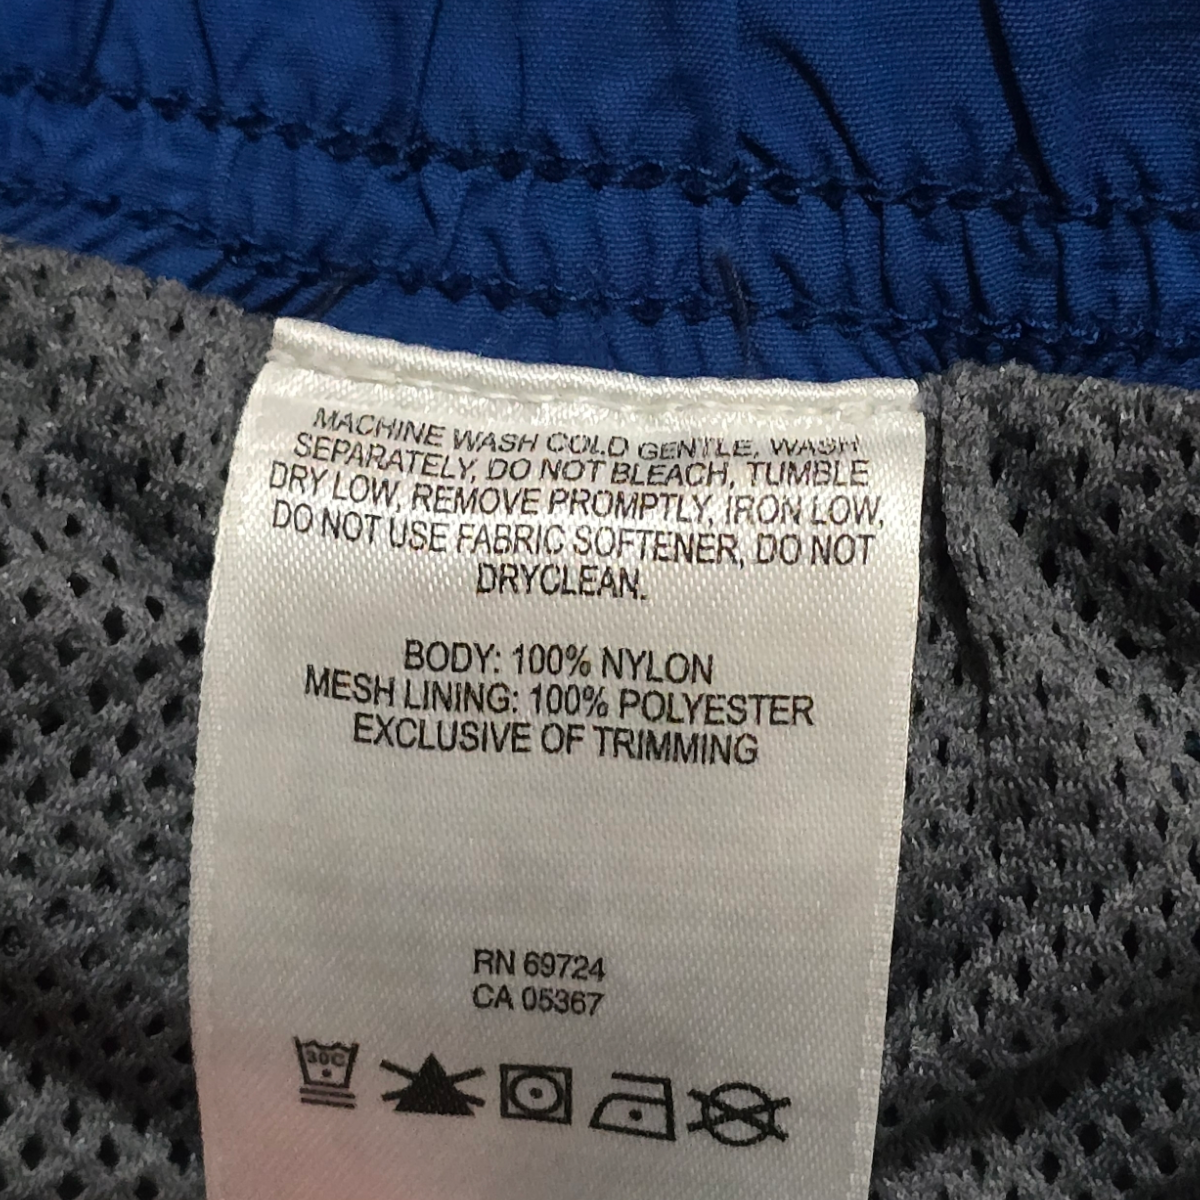 MACHINE WASH COLD GENTLE, WASH
SEPARATELY, DO NOT BLEACH, TUMBLE
DRY LOW, REMOVE PROMPTLY, IRON LOW,
DO NOT USE FABRIC SOFTENER, DO NOT
DRYCLEAN.
BODY: 100% NYLON
MESH LINING: 100% POLYESTER
EXCLUSIVE OF TRIMMING
RN 69724
CA 05367
30C